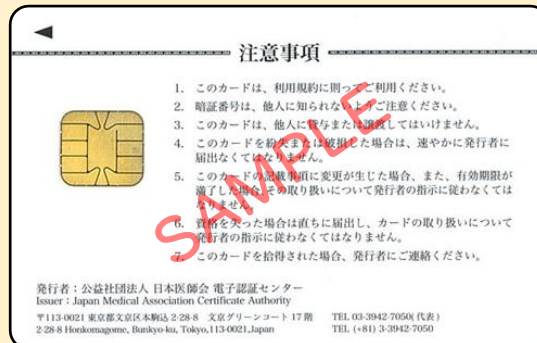 注意事項
1. このカードは、利用規約に則ってご利用ください。
2. 暗証番号は、他人に知られないようご注意ください。
3. このカードは、他人に貸与または譲渡してはいけません。
4. このカードを紛失または破損した場合は、速やかに発行者に
届出なくてはなりません。
5. このカードの記載事項に変更が生じた場合、また、有効期限が
満了した場合、その取り扱いについて発行者の指示に従わなくては
なりません。
6. 資格を失った場合は直ちに届出し、カードの取り扱いについて
発行者の指示に従わなくてはなりません。
7. このカードを拾得された場合、発行者にご連絡ください。
SAMPLE
発行者：公益社団法人 日本医師会 電子認証センター
Issuer : Japan Medical Association Certificate Authority
〒113-0021 東京都文京区本駒込 2-28-8 文京グリーンコート 17 階 TEL 03-3942-7050( 代表 )
2-28-8 Honkomagome, Bunkyo-ku, Tokyo,113-0021,Japan TEL (+81) 3-3942-7050